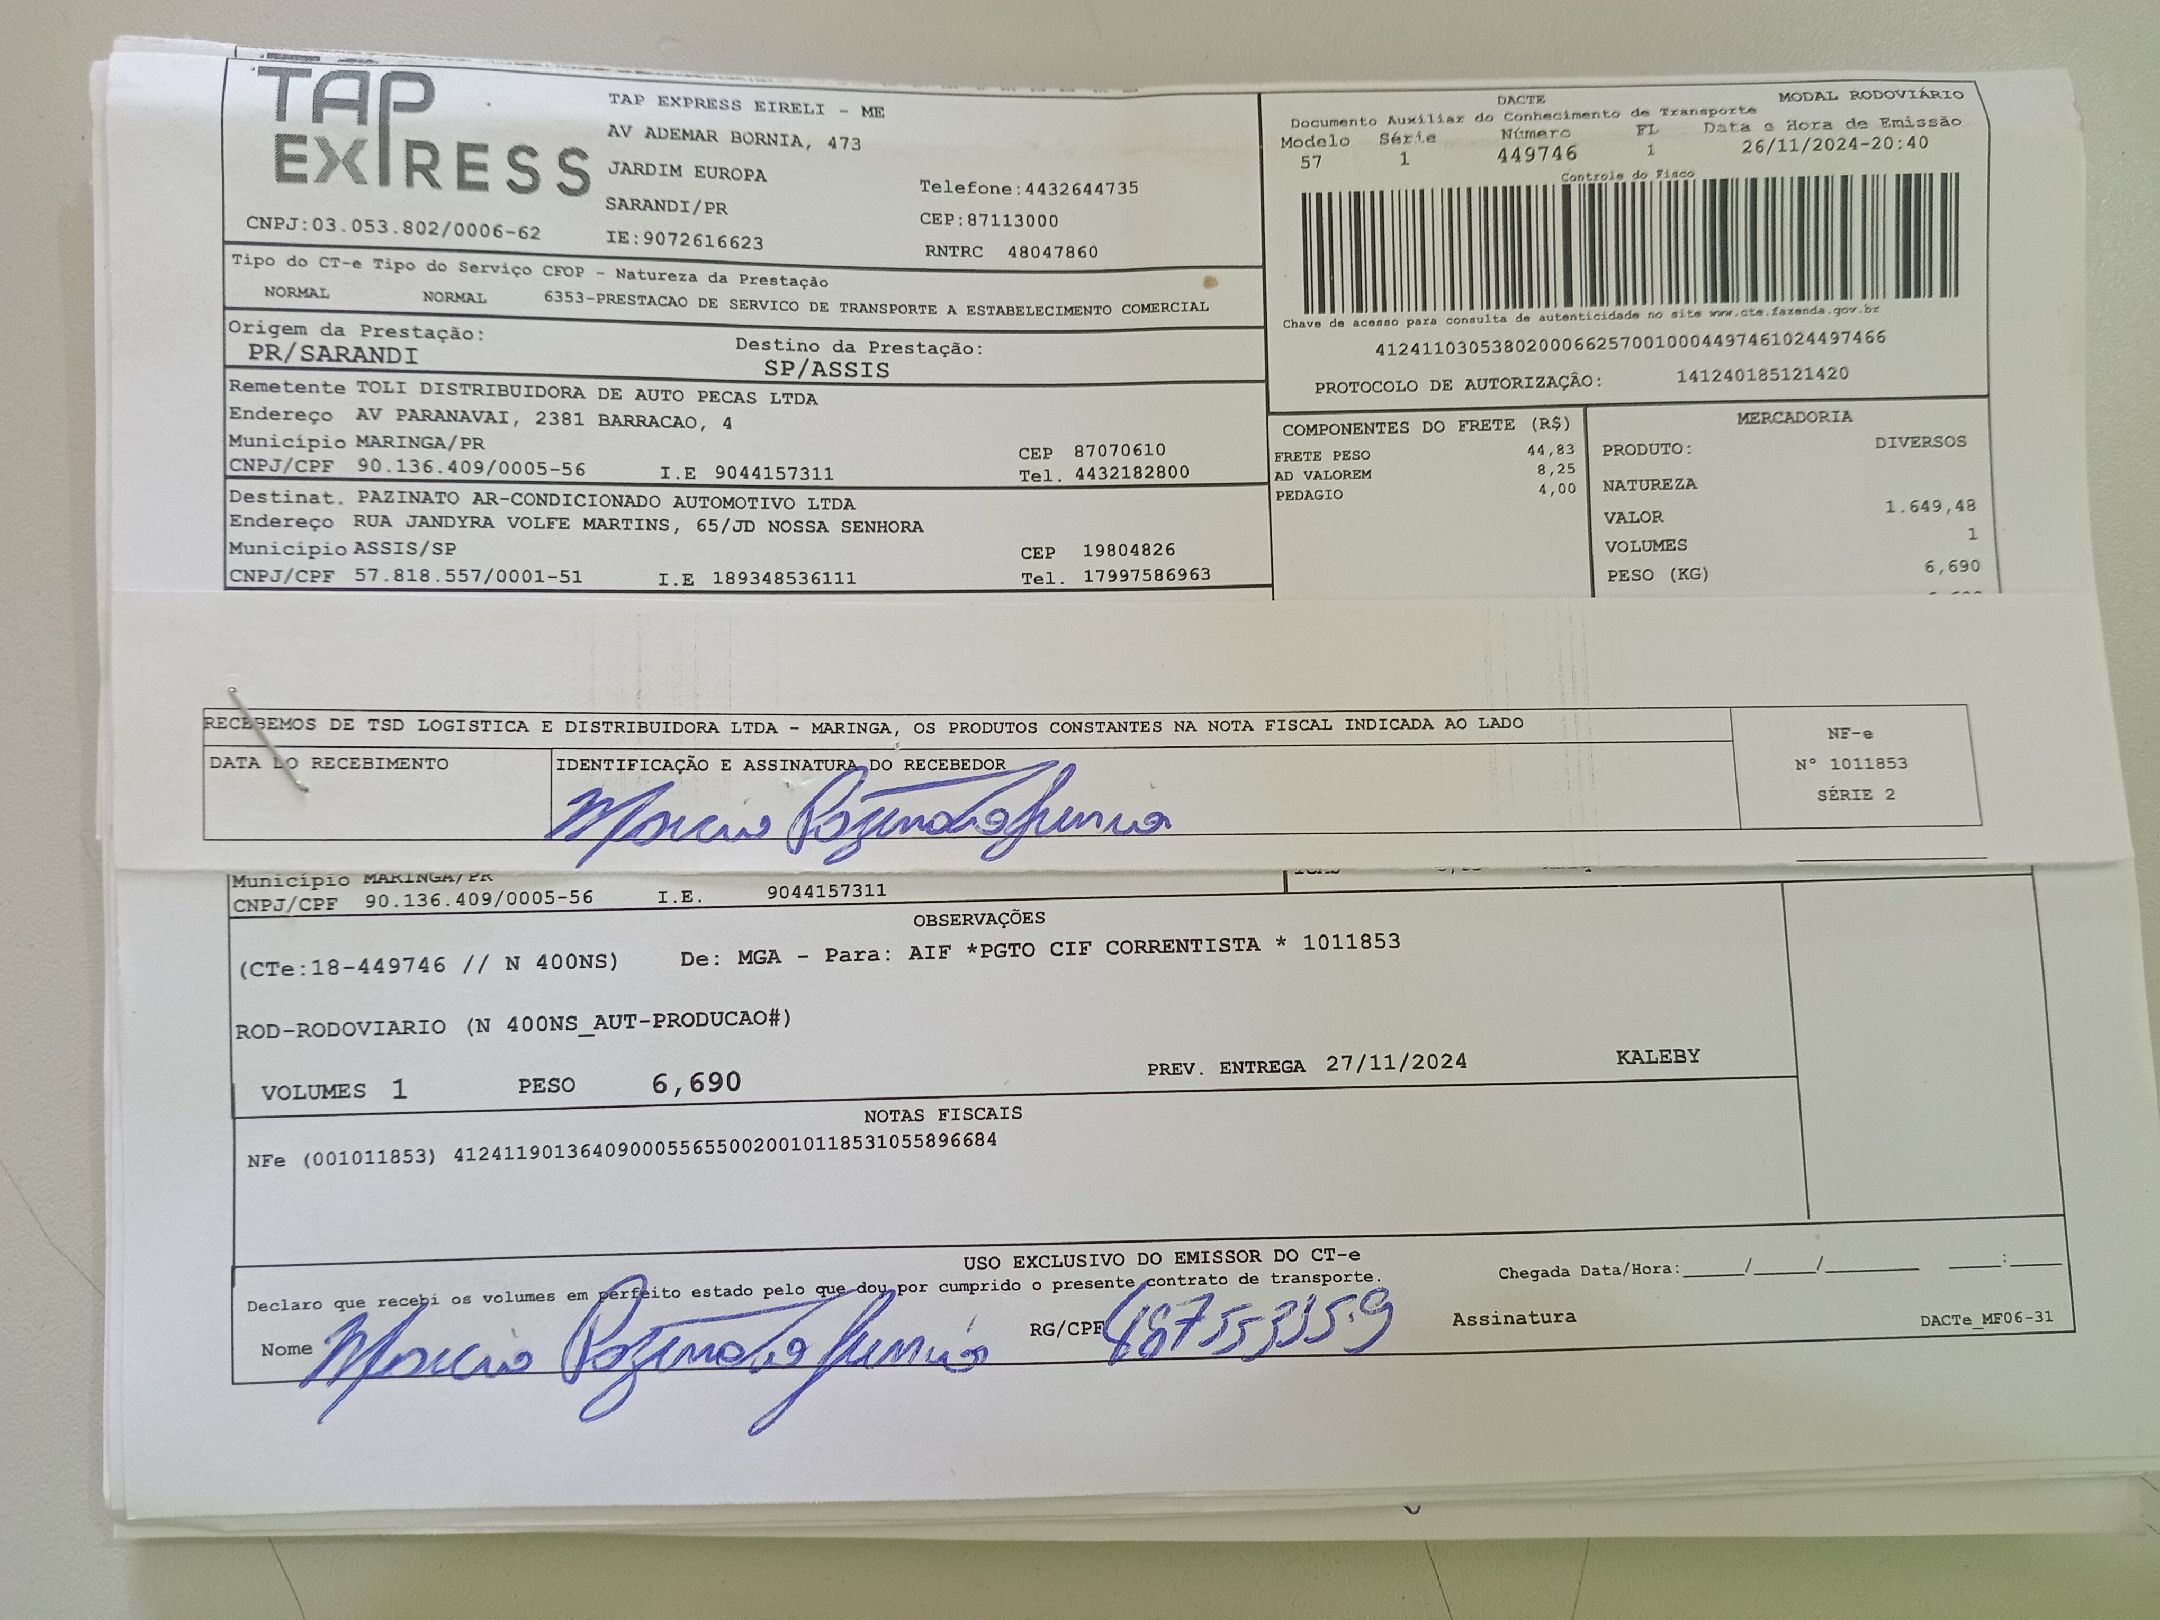 TAP EXPRESS
TAP EXPRESS EIRELI - ME
AV ADEMAR BORNIA, 473
JARDIM EUROPA
SARANDI/PR
Telefone:4432644735
CEP:87113000
CNPJ:03.053.802/0006-62 IE:9072616623 RNTRC 48047860
DACTE MODAL RODOVIÁRIO
Documento Auxiliar do Conhecimento de Transporte
Modelo Série Número FL Data e Hora de Emissão
57 1 449746 1 26/11/2024-20:40
Controle do Fisco
Chave de acesso para consulta de autenticidade no site www.cte.fazenda.gov.br
41241103053802000662570010004497461024497466
PROTOCOLO DE AUTORIZAÇÃO: 141240185121420
Tipo do CT-e Tipo do Serviço CFOP - Natureza da Prestação
NORMAL NORMAL 6353-PRESTACAO DE SERVICO DE TRANSPORTE A ESTABELECIMENTO COMERCIAL
Origem da Prestação: Destino da Prestação:
PR/SARANDI SP/ASSIS
Remetente TOLI DISTRIBUIDORA DE AUTO PECAS LTDA
Endereço AV PARANAVAI, 2381 BARRACAO, 4
Município MARINGA/PR CEP 87070610
CNPJ/CPF 90.136.409/0005-56 I.E 9044157311 Tel. 4432182800
Destinat. PAZINATO AR-CONDICIONADO AUTOMOTIVO LTDA
Endereço RUA JANDYRA VOLFE MARTINS, 65/JD NOSSA SENHORA
Município ASSIS/SP CEP 19804826
CNPJ/CPF 57.818.557/0001-51 I.E 189348536111 Tel. 17997586963
COMPONENTES DO FRETE (R$)
FRETE PESO 44,83
AD VALOREM 8,25
PEDAGIO 4,00
MERCADORIA
PRODUTO: DIVERSOS
NATUREZA
VALOR 1.649,48
VOLUMES 1
PESO (KG) 6,690
RECEBEMOS DE TSD LOGISTICA E DISTRIBUIDORA LTDA - MARINGA, OS PRODUTOS CONSTANTES NA NOTA FISCAL INDICADA AO LADO
DATA DO RECEBIMENTO IDENTIFICAÇÃO E ASSINATURA DO RECEBEDOR
Marcio Pazinato Junior
NF-e
N° 1011853
SÉRIE 2
Município MARINGA/PR
CNPJ/CPF 90.136.409/0005-56 I.E. 9044157311
OBSERVAÇÕES
(CTe:18-449746 // N 400NS) De: MGA - Para: AIF *PGTO CIF CORRENTISTA * 1011853
ROD-RODOVIARIO (N 400NS_AUT-PRODUCAO#)
VOLUMES 1 PESO 6,690 PREV. ENTREGA 27/11/2024 KALEBY
NOTAS FISCAIS
NFe (001011853) 41241190136409000556550020010118531055896684
USO EXCLUSIVO DO EMISSOR DO CT-e
Declaro que recebi os volumes em perfeito estado pelo que dou por cumprido o presente contrato de transporte. Chegada Data/Hora:_____/_____/________ ____:____
Nome Marcio Pazinato Junior RG/CPF 48755315.9 Assinatura DACTe_MF06-31